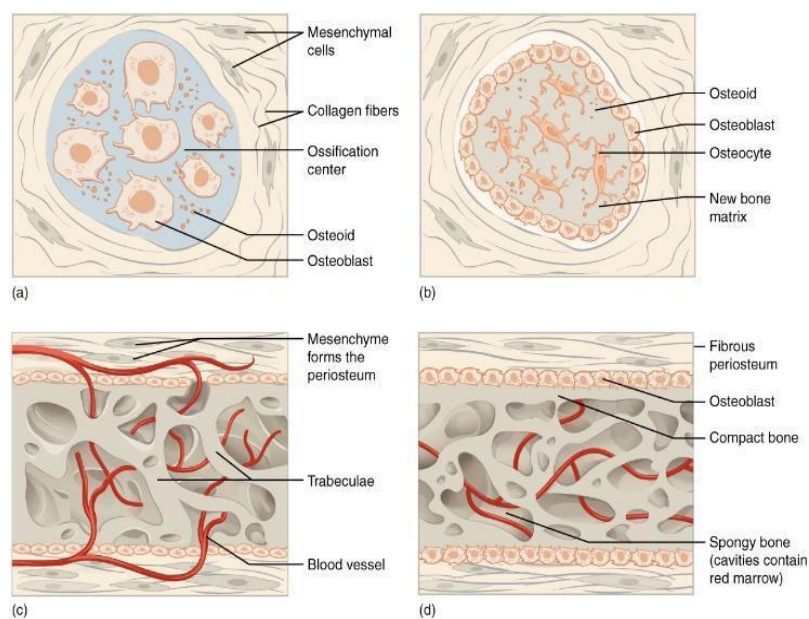 Mesenchymal
cells
Collagen fibers
Ossification
center
Osteoid
Osteoblast
(a)
Osteoid
Osteoblast
Osteocyte
New bone
matrix
(b)
Mesenchyme
forms the
periosteum
Trabeculae
Blood vessel
(c)
Fibrous
periosteum
Osteoblast
Compact bone
Spongy bone
(cavities contain
red marrow)
(d)